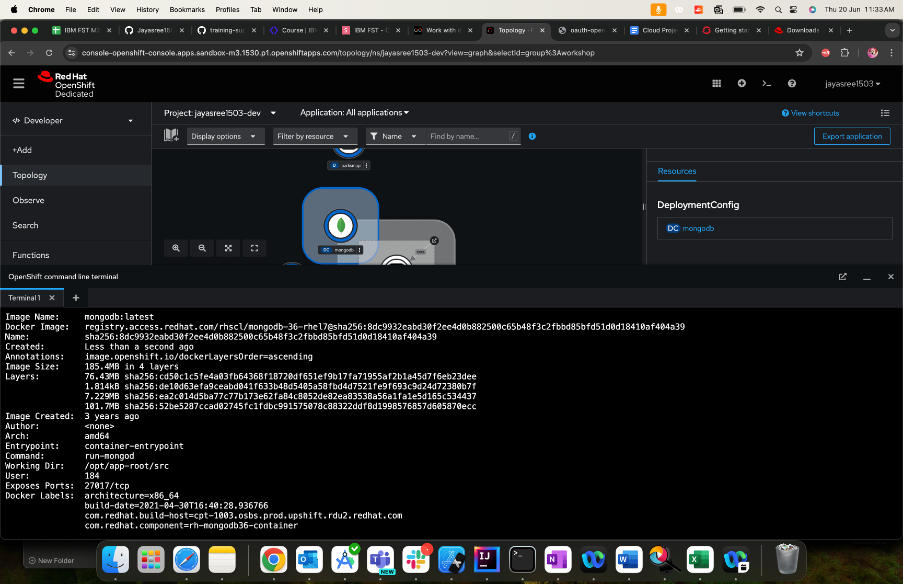 Chrome File Edit View History Bookmarks Profiles Tab Window Help Thu 20 Jun 11:33 AM
IBM FST M Jayasree15 training-su Course | IB IBM FST - C Work with Topology - oauth-open Cloud Proje Getting sta Downloads
console-openshift-console.apps.sandbox-m3.1530.p1.openshiftapps.com/topology/ns/jayasree1503-dev?view=graph&selectId=group%3Aworkshop
Red Hat
OpenShift
Dedicated
jayasree1503
Developer
Project: jayasree1503-dev Application: All applications
View shortcuts
Display options Filter by resource Name Find by name... /
Export application
+Add
Topology
Observe
Search
Functions
D
DC mongodb
Resources
DeploymentConfig
DC mongodb
OpenShift command line terminal
Terminal 1
Image Name: mongodb:latest
Docker Image: registry.access.redhat.com/rhscl/mongodb-36-rhel7@sha256:8dc9932eabd30f2ee4d0b882500c65b48f3c2fbbd85bfd51d0d18410af404a39
Name: sha256:8dc9932eabd30f2ee4d0b882500c65b48f3c2fbbd85bfd51d0d18410af404a39
Created: Less than a second ago
Annotations: image.openshift.io/dockerLayersOrder=ascending
Image Size: 185.4MB in 4 layers
Layers: 76.43MB sha256:cd50c1c5fe4a03fb64368f18720df651ef9b17fa71955af2b1a45d7f6eb23dee
1.814kB sha256:de10d63efa9ceabd041f633b48d5405a58fbd4d7521fe9f693c9d24d72380b7f
7.229MB sha256:ea2c014d5ba77c77b173e62fa84c8052de82ea83538a56a1fa1e5d165c534437
101.7MB sha256:52be5287ccad02745fc1fdbc991575078c88322ddf8d1998576857d605870ecc
Image Created: 3 years ago
Author: <none>
Arch: amd64
Entrypoint: container-entrypoint
Command: run-mongod
Working Dir: /opt/app-root/src
User: 184
Exposes Ports: 27017/tcp
Docker Labels: architecture=x86_64
build-date=2021-04-30T16:40:28.936766
com.redhat.build-host=cpt-1003.osbs.prod.upshift.rdu2.redhat.com
com.redhat.component=rh-mongodb36-container
New Folder
NEW